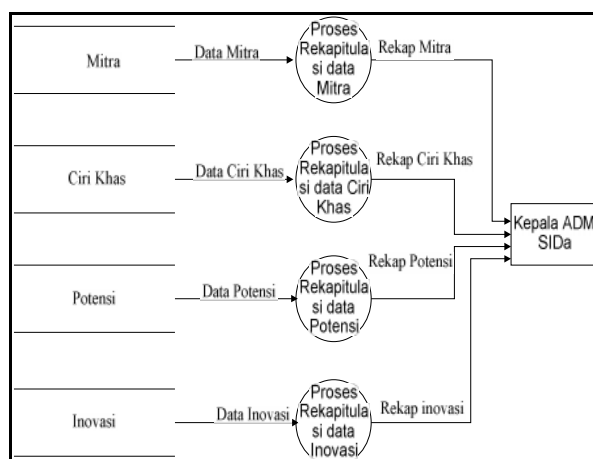 Mitra
Data Mitra
Proses
Rekapitula
si data
Mitra
Rekap Mitra
Ciri Khas
Data Ciri Khas
Proses
Rekapitula
si data Ciri
Khas
Rekap Ciri Khas
Kepala ADM
SIDa
Potensi
Data Potensi
Proses
Rekapitula
si data
Potensi
Rekap Potensi
Inovasi
Data Inovasi
Proses
Rekapitula
si data
Inovasi
Rekap inovasi